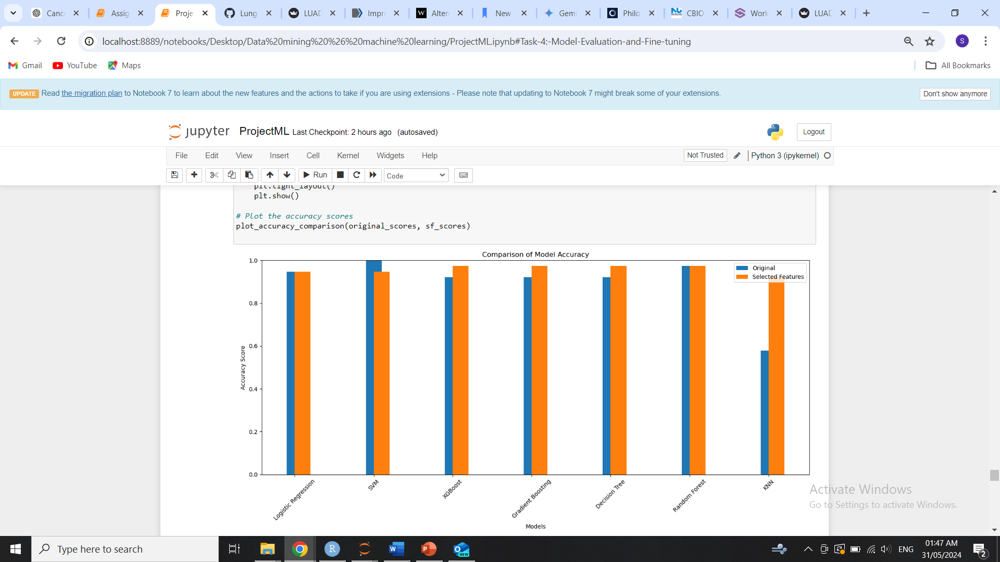 Canc
Assig
Proje
Lung
LUAD
Impr
Alter
New
Gemi
Philo
CBIO
Worl
LUAD
localhost:8889/notebooks/Desktop/Data%20mining%20%26%20machine%20learning/ProjectML.ipynb#Task-4:-Model-Evaluation-and-Fine-tuning
S
Gmail YouTube Maps All Bookmarks
UPDATE Read the migration plan to Notebook 7 to learn about the new features and the actions to take if you are using extensions - Please note that updating to Notebook 7 might break some of your extensions. Don't show anymore
jupyter ProjectML Last Checkpoint: 2 hours ago (autosaved) Logout
File Edit View Insert Cell Kernel Widgets Help Not Trusted Python 3 (ipykernel)
Run Code
plt.tight_layout()
plt.show()
# Plot the accuracy scores
plot_accuracy_comparison(original_scores, sf_scores)
Comparison of Model Accuracy
Original
Selected Features
1.0
0.8
0.6
0.4
0.2
0.0
Accuracy Score
Logistic Regression
SVM
XGBoost
Gradient Boosting
Decision Tree
Random Forest
KNN
Models
Activate Windows
Go to Settings to activate Windows.
Type here to search
ENG
01:47 AM
31/05/2024
2